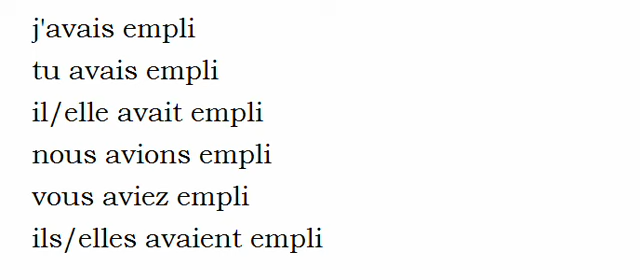 j'avais empli
tu avais empli
il/elle avait empli
nous avions empli
vous aviez empli
ils/elles avaient empli